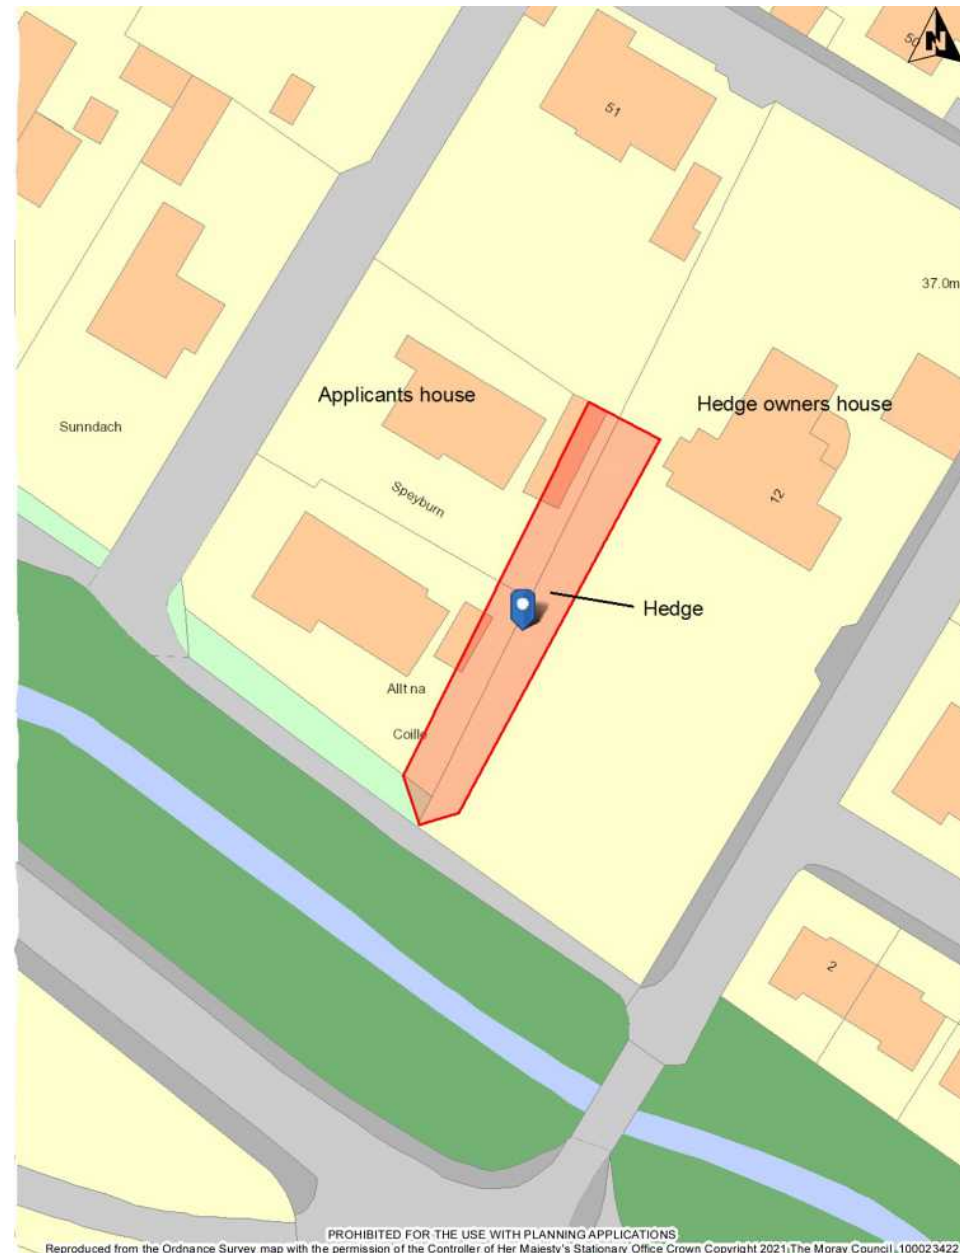 50
N
51
37.0m
Applicants house
Hedge owners house
Sunndach
Speyburn
12
Hedge
Allt na
Coille
2
PROHIBITED FOR THE USE WITH PLANNING APPLICATIONS
Reproduced from the Ordnance Survey map with the permission of the Controller of Her Majesty's Stationary Office Crown Copyright 2021 The Moray Council 100023422